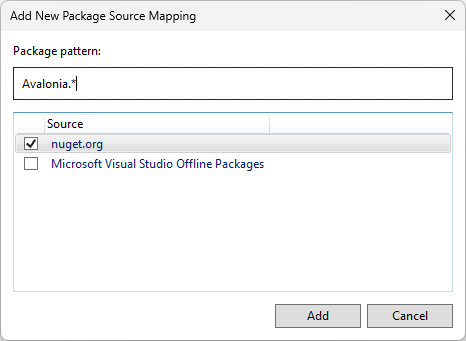 Add New Package Source Mapping
Package pattern:
Avalonia.*
Source
nuget.org
Microsoft Visual Studio Offline Packages
Add Cancel